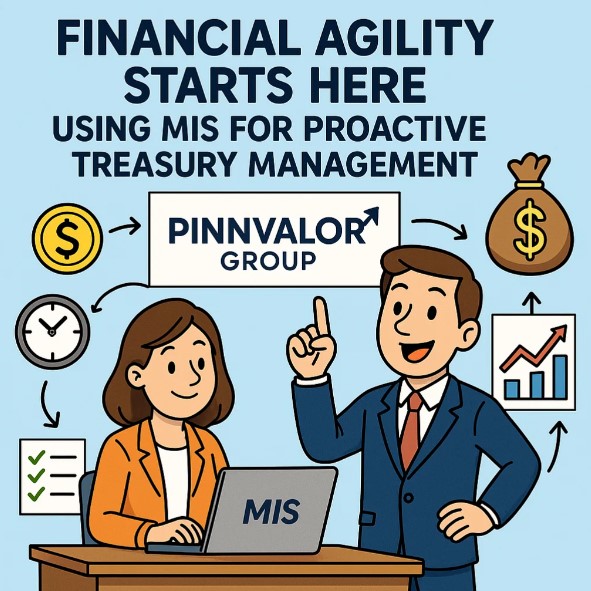 FINANCIAL AGILITY
STARTS HERE
USING MIS FOR PROACTIVE
TREASURY MANAGEMENT
$
PINNVALOR
GROUP
$
MIS